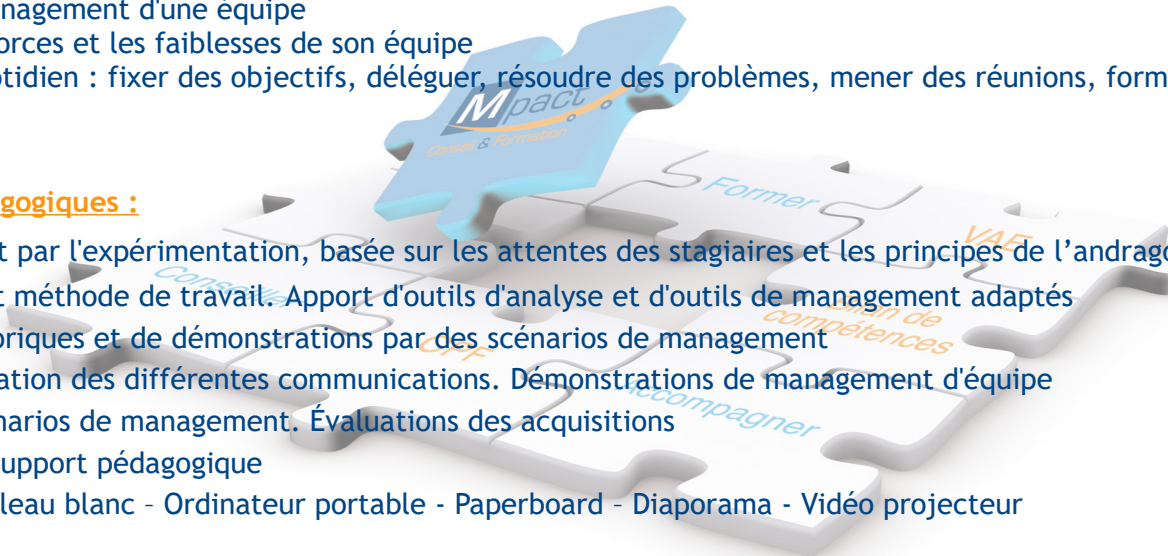 nagement d'une équipe
orces et les faiblesses de son équipe
otidien : fixer des objectifs, déléguer, résoudre des problèmes, mener des réunions, form
Mpact
Conseil & Formation
Former
gogiques :
VAE
t par l'expérimentation, basée sur les attentes des stagiaires et les principes de l’andrago
Conseiller
t méthode de travail. Apport d'outils d'analyse et d'outils de management adaptés
Bilan de
compétences
oriques et de démonstrations par des scénarios de management
CPF
ation des différentes communications. Démonstrations de management d'équipe
Accompagner
narios de management. Évaluations des acquisitions
upport pédagogique
leau blanc – Ordinateur portable - Paperboard – Diaporama - Vidéo projecteur